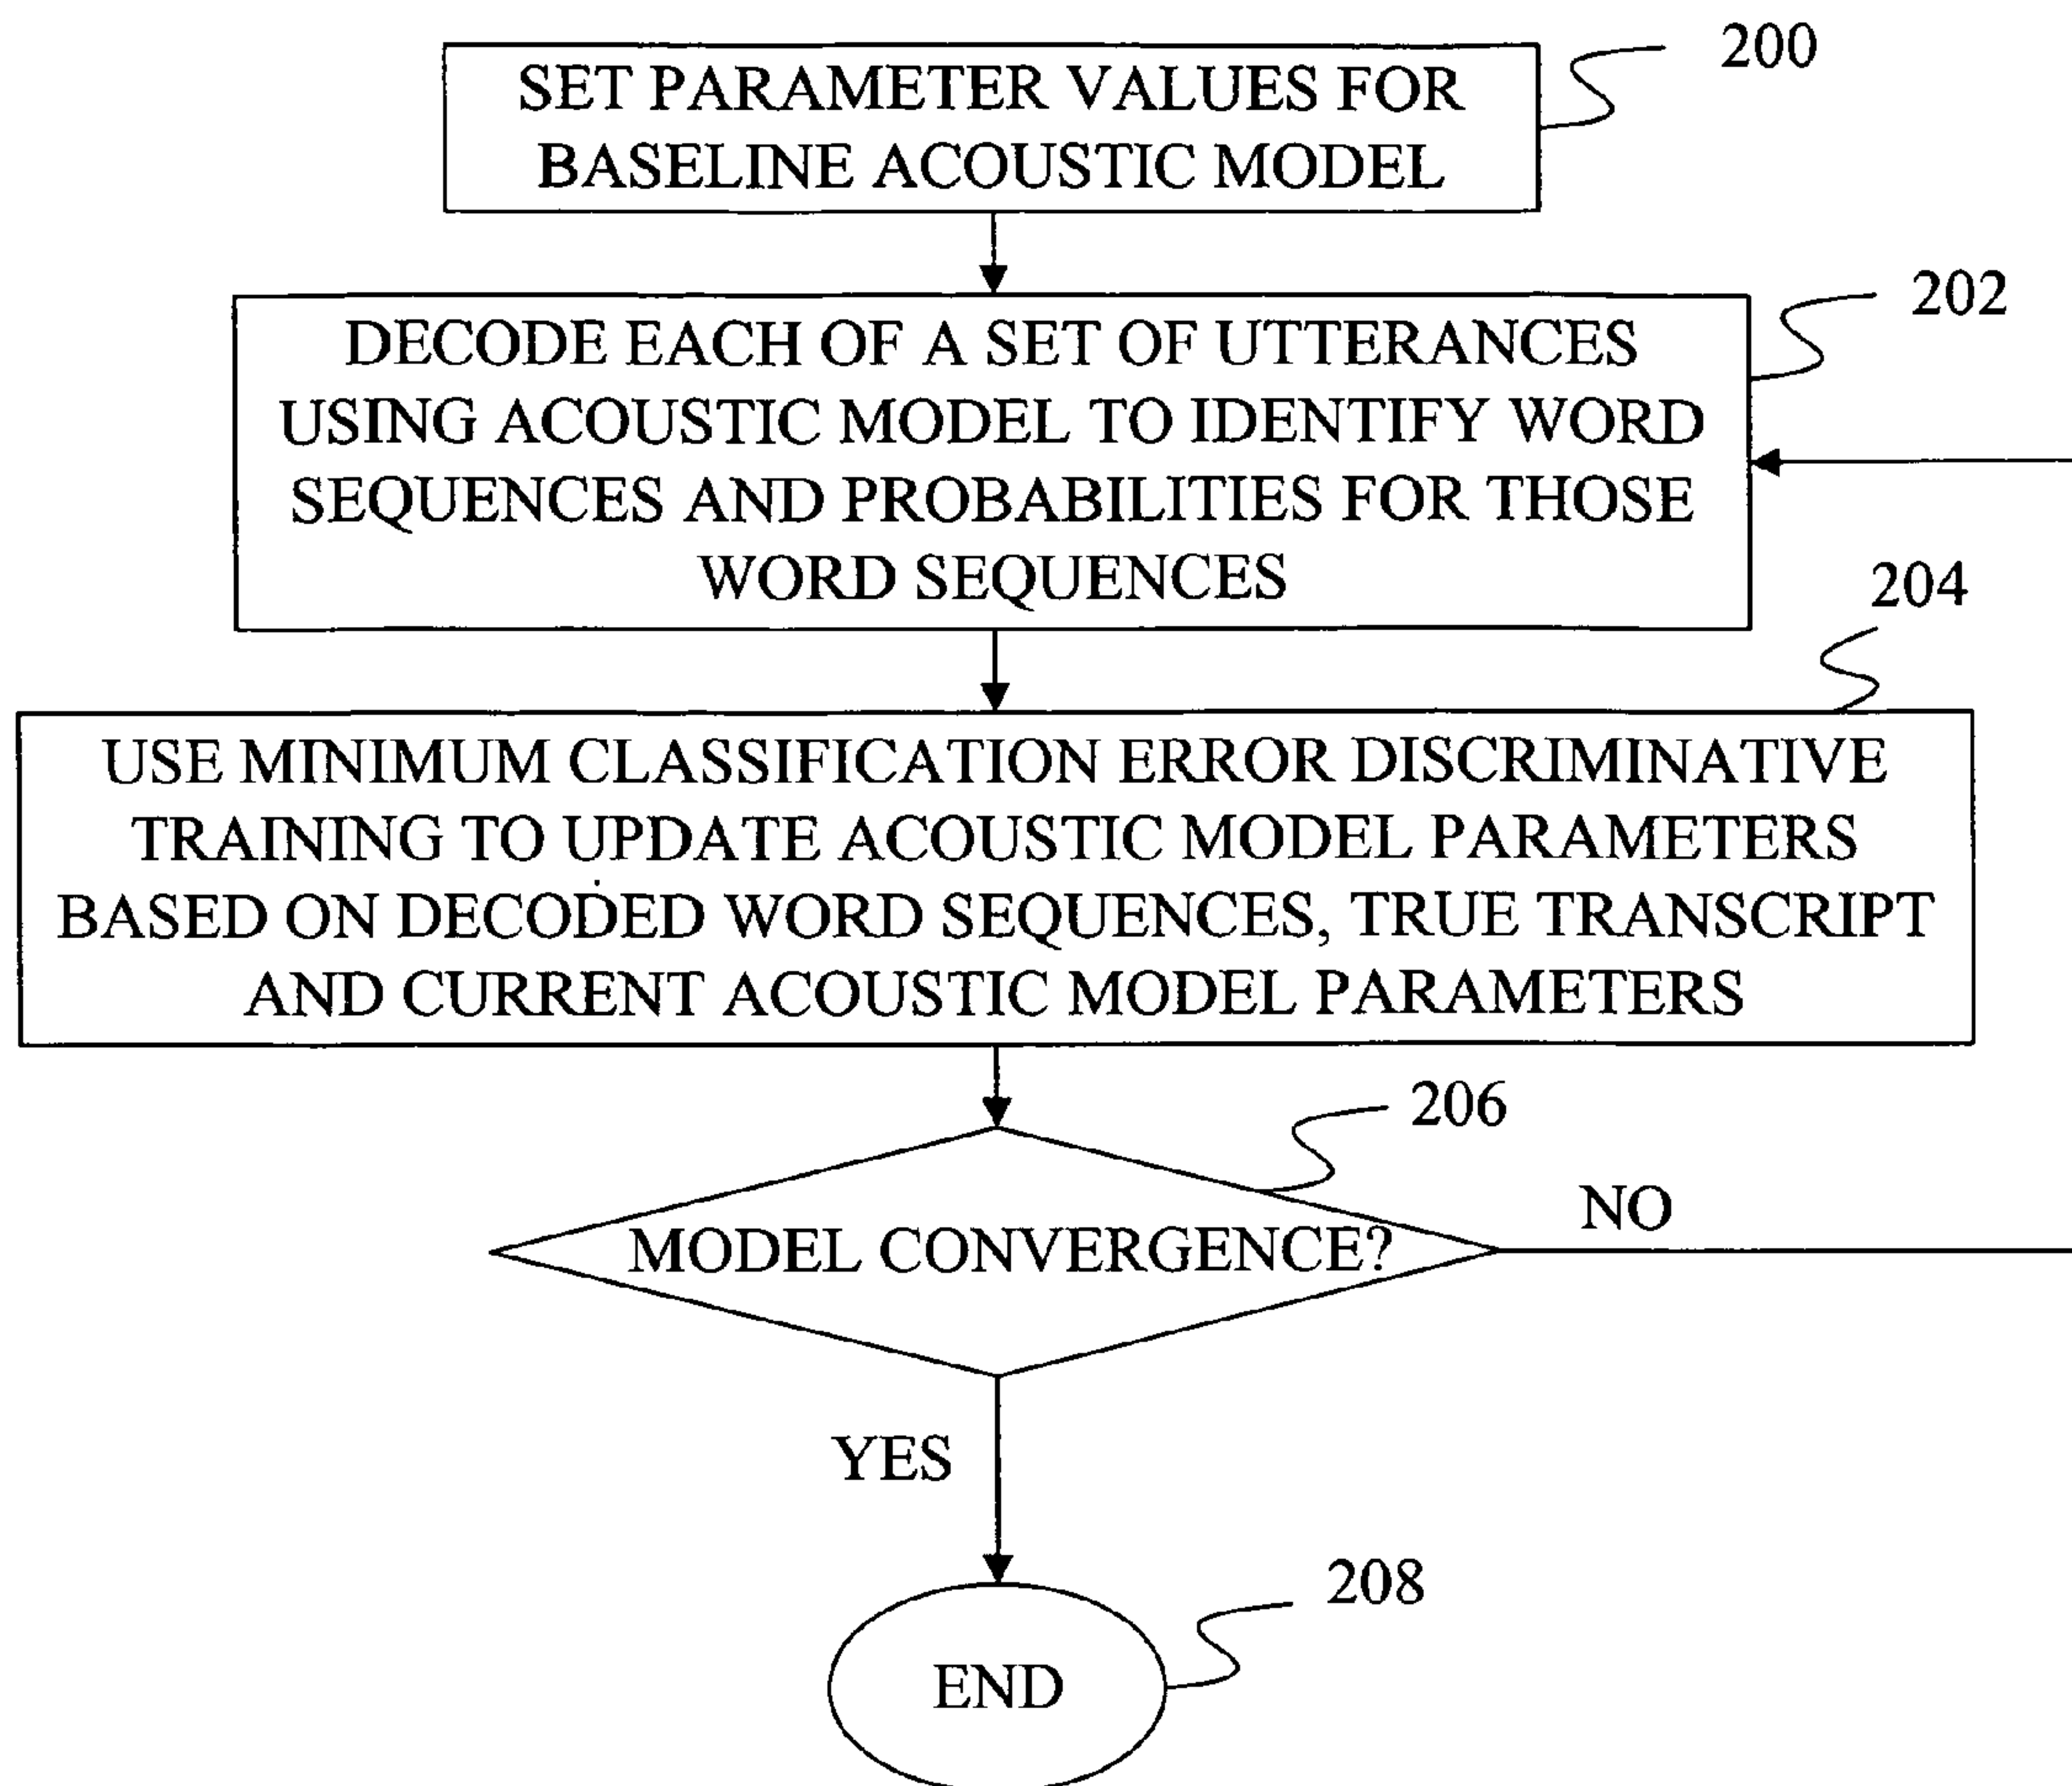 200
SET PARAMETER VALUES FOR
BASELINE ACOUSTIC MODEL
202
DECODE EACH OF A SET OF UTTERANCES
USING ACOUSTIC MODEL TO IDENTIFY WORD
SEQUENCES AND PROBABILITIES FOR THOSE
WORD SEQUENCES
204
USE MINIMUM CLASSIFICATION ERROR DISCRIMINATIVE
TRAINING TO UPDATE ACOUSTIC MODEL PARAMETERS
BASED ON DECODED WORD SEQUENCES, TRUE TRANSCRIPT
AND CURRENT ACOUSTIC MODEL PARAMETERS
206
MODEL CONVERGENCE?
NO
YES
208
END